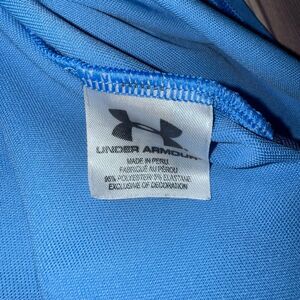 UNDER ARMOUR
MADE IN PERU
FABRIQUÉ AU PÉROU
95% POLYESTER/5% ELASTANE
EXCLUSIVE OF DECORATION